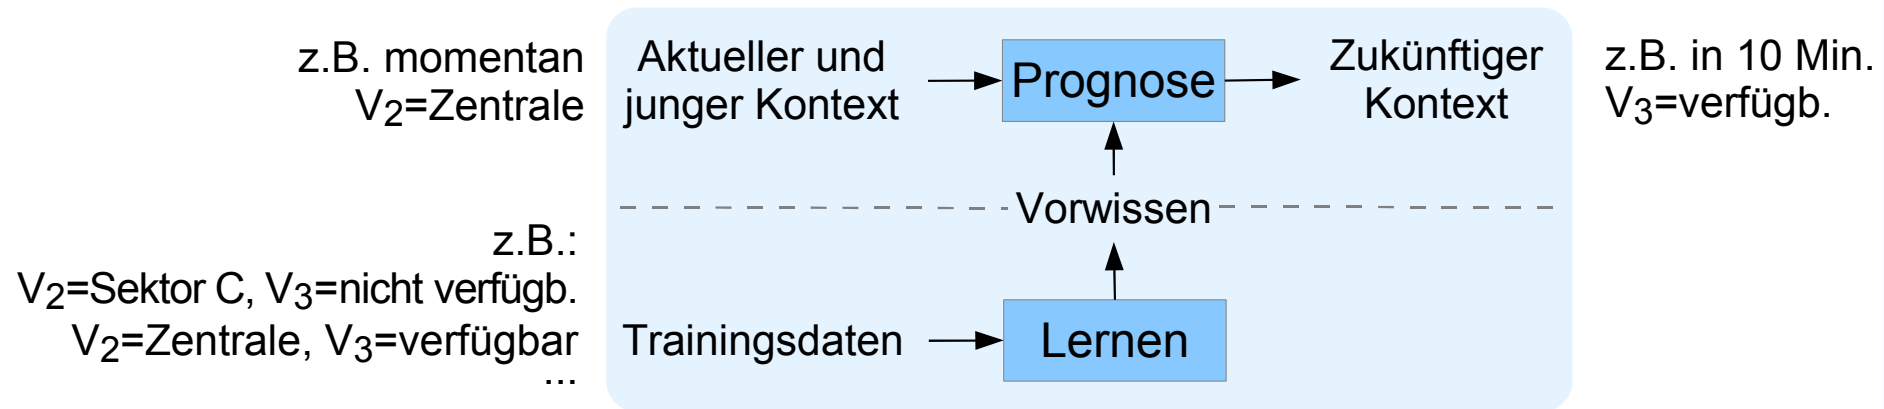 z.B. momentan
V2=Zentrale
Aktueller und
junger Kontext
Prognose
Zukünftiger
Kontext
z.B. in 10 Min.
V3=verfügb.
Vorwissen
z.B.:
V2=Sektor C, V3=nicht verfügb.
V2=Zentrale, V3=verfügbar
...
Trainingsdaten
Lernen